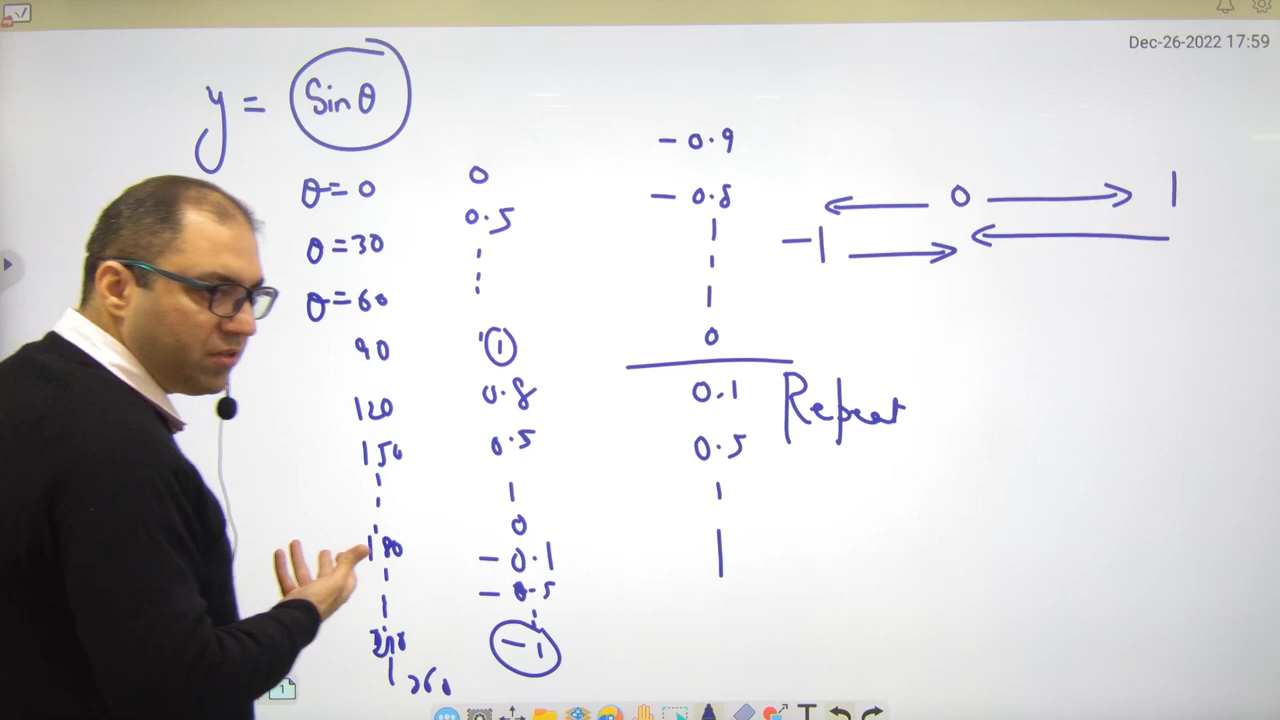 Dec-26-2022 17:59
y = Sin θ
θ = 0 0
θ = 30 0.5
θ = 60
90 1
120 0.8
150 0.5
180 0
- 0.1
- 0.5
-1
360
- 0.9
- 0.8
0
0.1 Repeat
0.5
0 1
-1
1